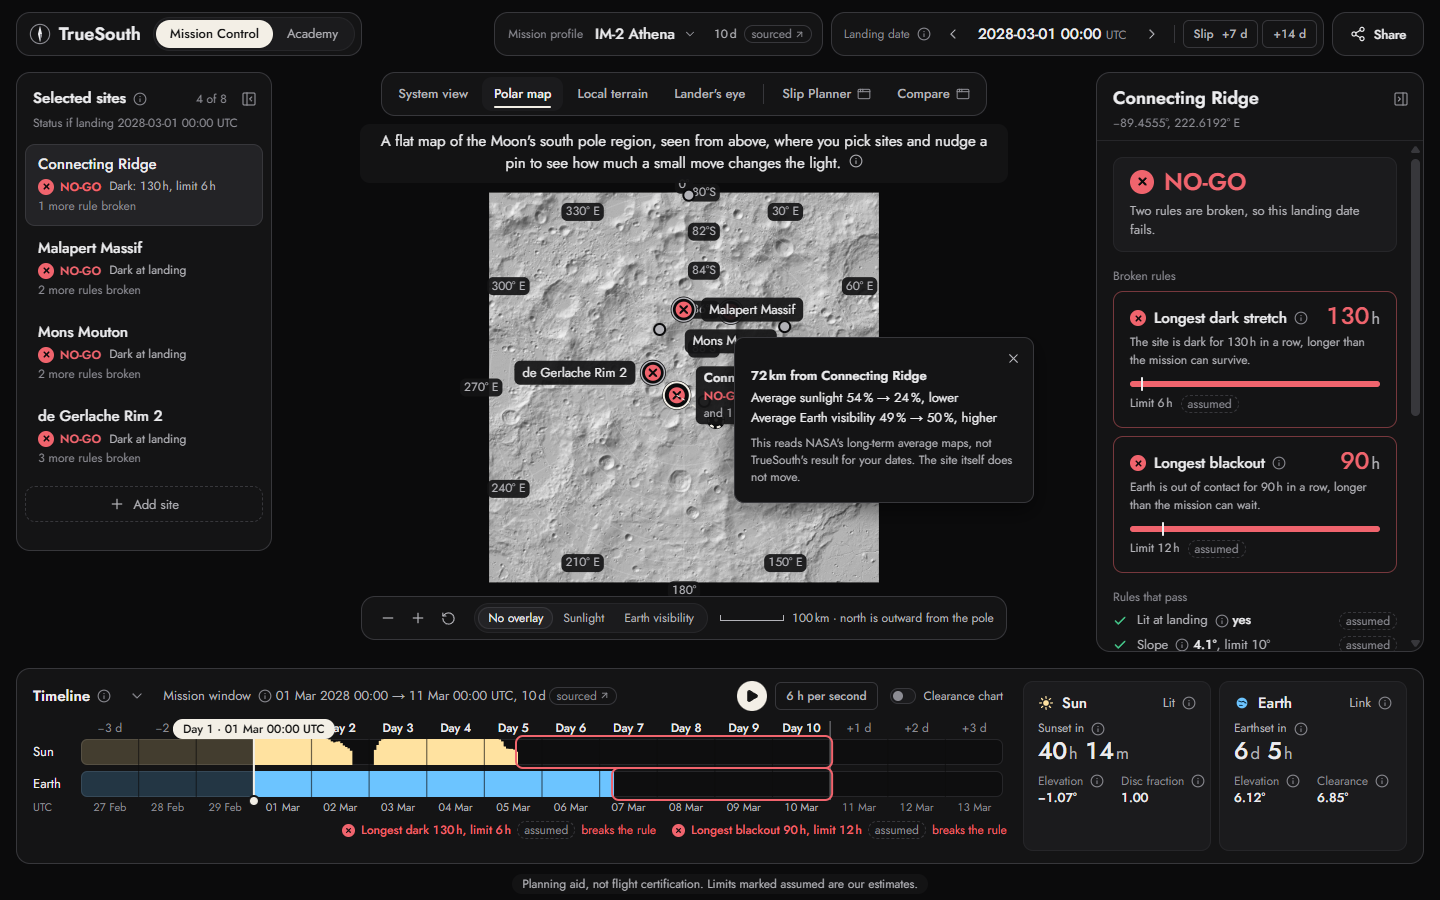 TrueSouth Mission Control Academy
Mission profile IM-2 Athena 10 d sourced ↗
Landing date 2028-03-01 00:00 UTC Slip +7 d +14 d Share
Selected sites 4 of 8
Status if landing 2028-03-01 00:00 UTC
Connecting Ridge
NO-GO Dark: 130 h, limit 6 h
1 more rule broken
Malapert Massif
NO-GO Dark at landing
2 more rules broken
Mons Mouton
NO-GO Dark at landing
2 more rules broken
de Gerlache Rim 2
NO-GO Dark at landing
3 more rules broken
+ Add site
System view Polar map Local terrain Lander's eye Slip Planner Compare
A flat map of the Moon's south pole region, seen from above, where you pick sites and nudge a
pin to see how much a small move changes the light.
80°S
330° E 30° E
82°S
84°S
300° E 60° E
Malapert Massif
Mons M
de Gerlache Rim 2
270° E
Conn
NO-G
and 1
240° E
210° E 150° E
180°
72 km from Connecting Ridge
Average sunlight 54 % → 24 %, lower
Average Earth visibility 49 % → 50 %, higher
This reads NASA's long-term average maps, not
TrueSouth's result for your dates. The site itself does
not move.
No overlay Sunlight Earth visibility 100 km · north is outward from the pole
Connecting Ridge
−89.4555°, 222.6192° E
NO-GO
Two rules are broken, so this landing date
fails.
Broken rules
Longest dark stretch 130 h
The site is dark for 130 h in a row, longer than
the mission can survive.
Limit 6 h assumed
Longest blackout 90 h
Earth is out of contact for 90 h in a row, longer
than the mission can wait.
Limit 12 h assumed
Rules that pass
Lit at landing yes assumed
Slope 4.1°, limit 10° assumed
Timeline Mission window 01 Mar 2028 00:00 → 11 Mar 00:00 UTC, 10 d sourced ↗ 6 h per second Clearance chart
−3 d −2 Day 1 · 01 Mar 00:00 UTC ay 2 Day 3 Day 4 Day 5 Day 6 Day 7 Day 8 Day 9 Day 10 +1 d +2 d +3 d
Sun
Earth
UTC 27 Feb 28 Feb 29 Feb 01 Mar 02 Mar 03 Mar 04 Mar 05 Mar 06 Mar 07 Mar 08 Mar 09 Mar 10 Mar 11 Mar 12 Mar 13 Mar
Longest dark 130 h, limit 6 h assumed breaks the rule Longest blackout 90 h, limit 12 h assumed breaks the rule
Sun Lit
Sunset in
40 h 14 m
Elevation Disc fraction
−1.07° 1.00
Earth Link
Earthset in
6 d 5 h
Elevation Clearance
6.12° 6.85°
Planning aid, not flight certification. Limits marked assumed are our estimates.